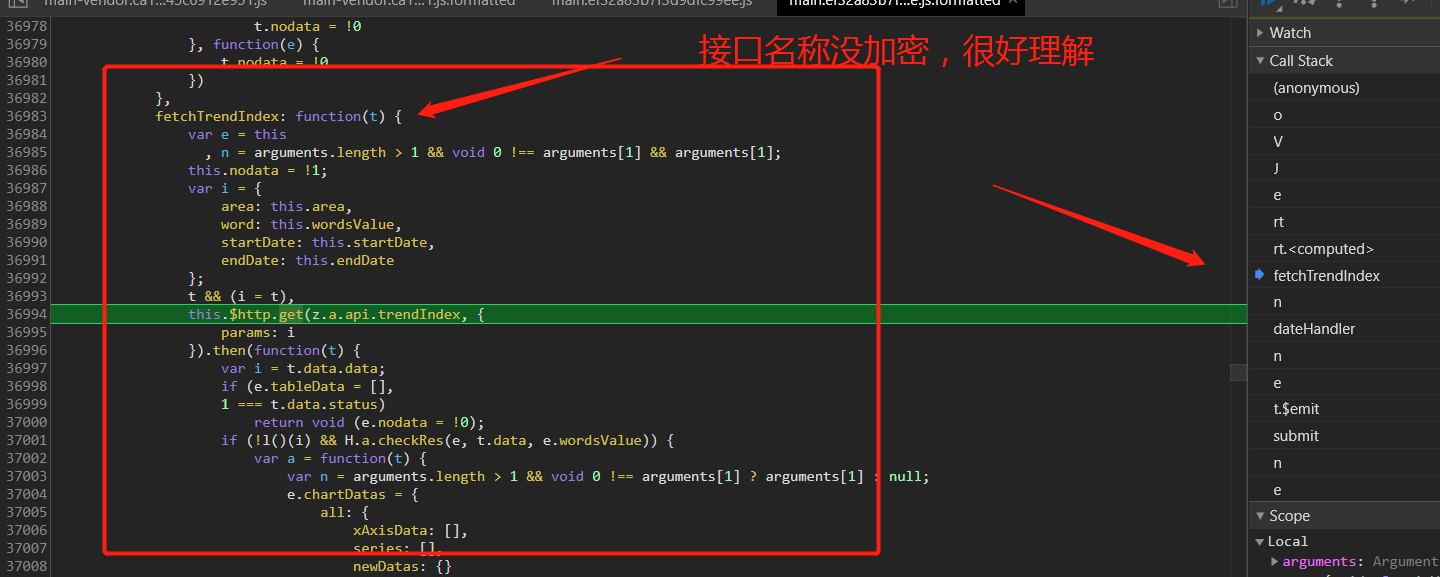 main-vendor.ca1
.js
main-vendor.ca1
1.js.formatted
main.ef32a83b7f3d9dfc99ee.js
.js.formatted
36978 t.nodata = !0
36979 }, function(e) {
36980 t.nodata = !0
36981 })
36982 },
36983 fetchTrendIndex: function(t) {
36984 var e = this
36985 , n = arguments.length > 1 && void 0 !== arguments[1] && arguments[1];
36986 this.nodata = !1;
36987 var i = {
36988 area: this.area,
36989 word: this.wordsValue,
36990 startDate: this.startDate,
36991 endDate: this.endDate
36992 };
36993 t && (i = t),
36994 this.$http.get(z.a.api.trendIndex, {
36995 params: i
36996 }).then(function(t) {
36997 var i = t.data.data;
36998 if (e.tableData = [],
36999 1 === t.data.status)
37000 return void (e.nodata = !0);
37001 if (!l()(i) && H.a.checkRes(e, t.data, e.wordsValue)) {
37002 var a = function(t) {
37003 var n = arguments.length > 1 && void 0 !== arguments[1] ? arguments[1] : null;
37004 e.chartDatas = {
37005 all: {
37006 xAxisData: [],
37007 series: [],
37008 newDatas: {}
接口名称没加密，很好理解
Watch
Call Stack
(anonymous)
o
V
J
e
rt
rt.<computed>
fetchTrendIndex
n
dateHandler
n
e
t.$emit
submit
n
e
Scope
Local
arguments: Argument